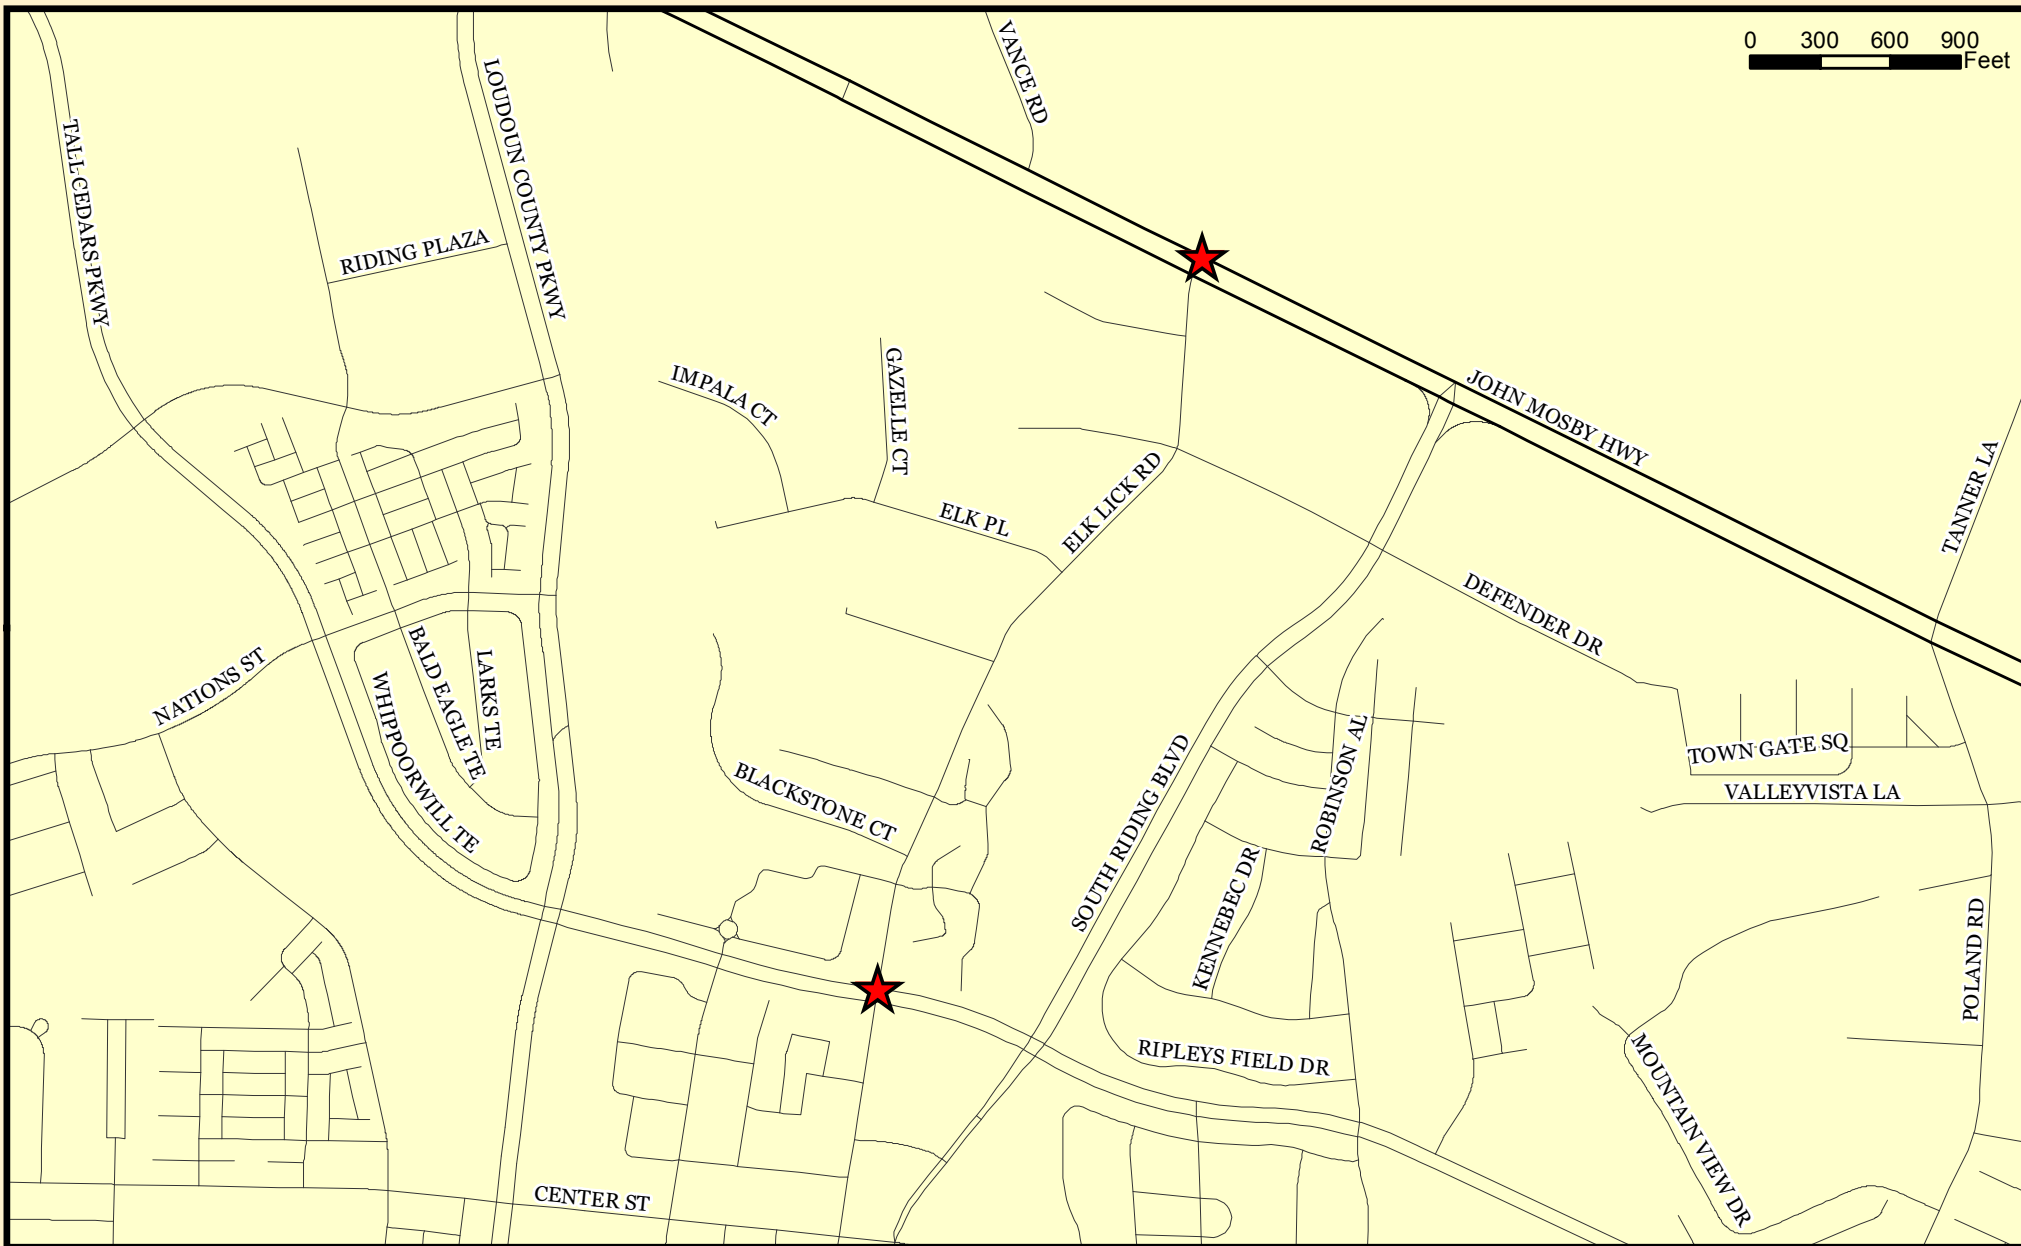 0 300 600 900
Feet
VANCE RD
LOUDOUN COUNTY PKWY
TALL CEDARS PKWY
RIDING PLAZA
IMPALA CT
GAZELLE CT
JOHN MOSBY HWY
TANNER LA
ELK LICK RD
ELK PL
DEFENDER DR
NATIONS ST
BALD EAGLE TE
LARKS TE
WHIPPOORWILL TE
BLACKSTONE CT
SOUTH RIDING BLVD
ROBINSON AL
TOWN GATE SQ
VALLEYVISTA LA
KENNEBEC DR
POLAND RD
RIPLEYS FIELD DR
MOUNTAIN VIEW DR
CENTER ST